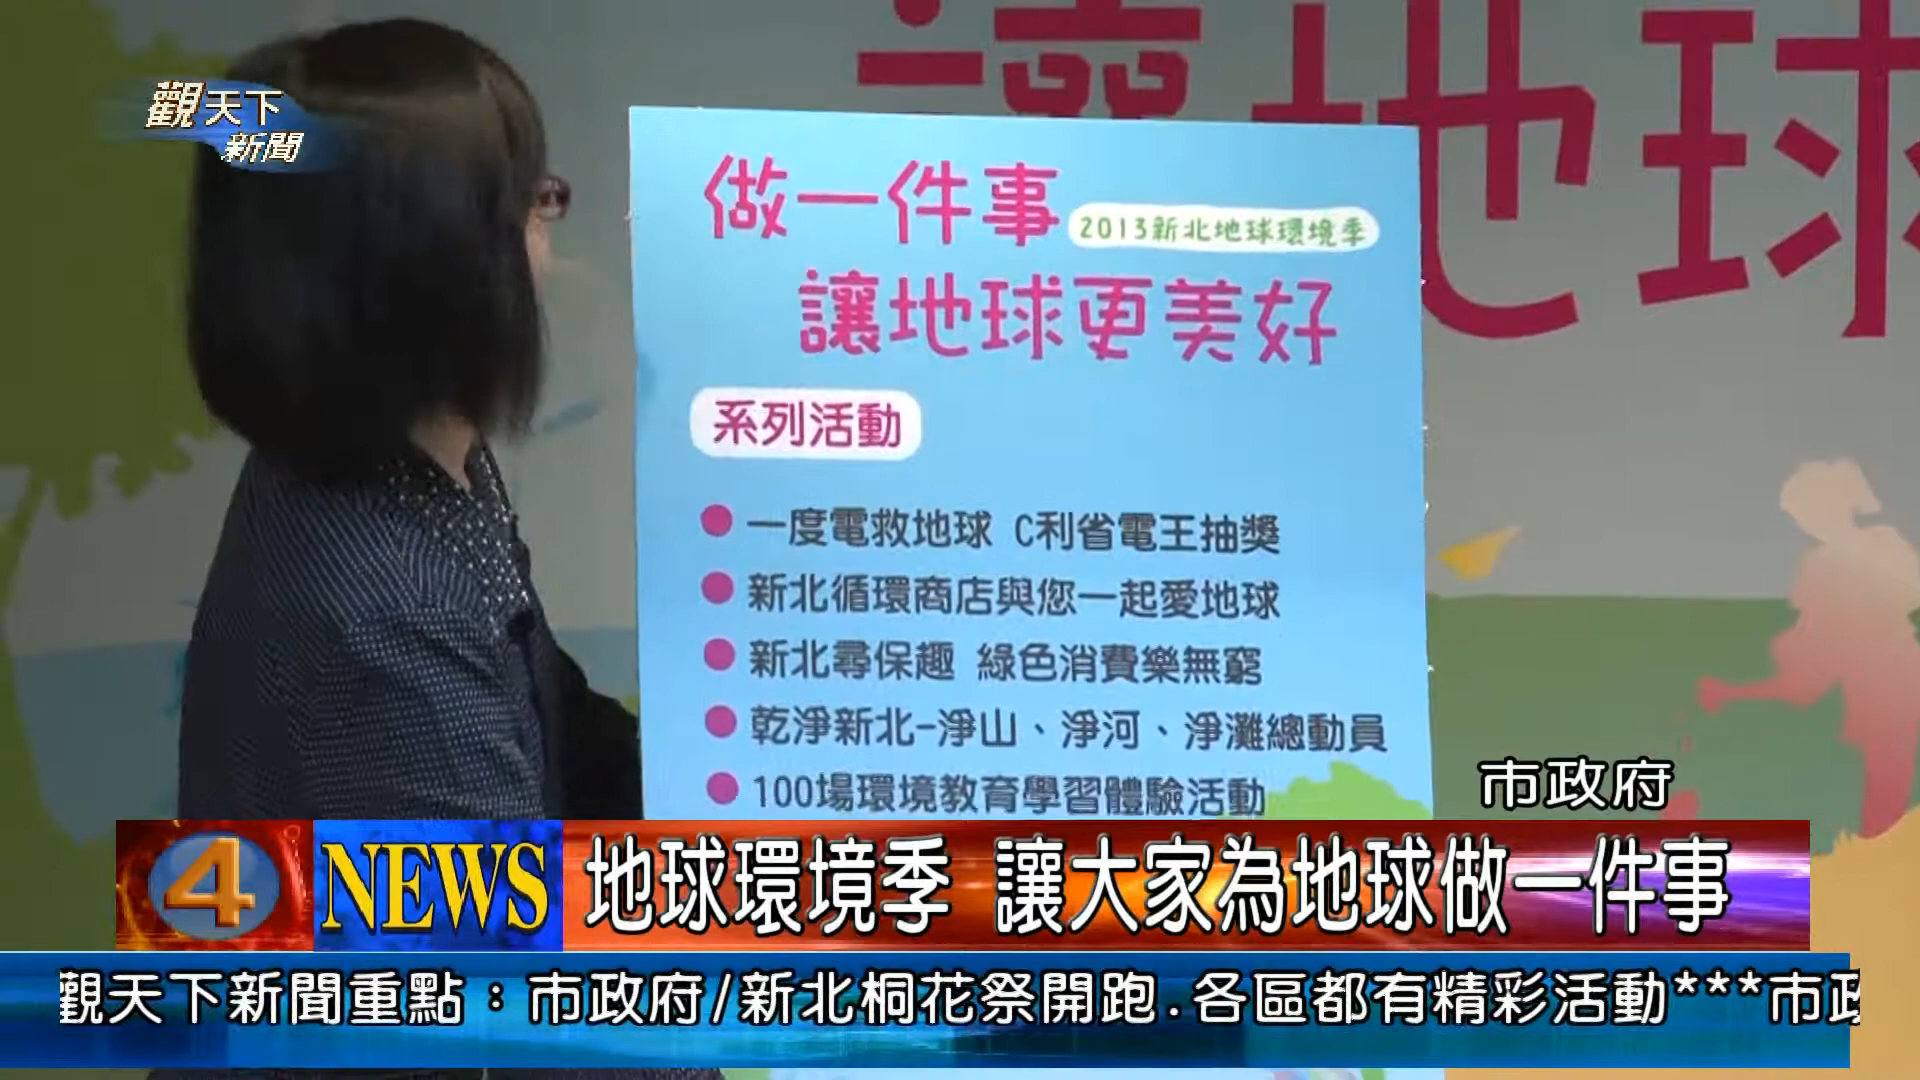 讓地球
觀天下
新聞
做一件事
2013新北地球環境季
讓地球更美好
系列活動
一度電救地球 C利省電王抽獎
新北循環商店與您一起愛地球
新北尋保趣 綠色消費樂無窮
乾淨新北-淨山、淨河、淨灘總動員
100場環境教育學習體驗活動
市政府
4 NEWS 地球環境季 讓大家為地球做一件事
觀天下新聞重點：市政府/新北桐花祭開跑.各區都有精彩活動***市政